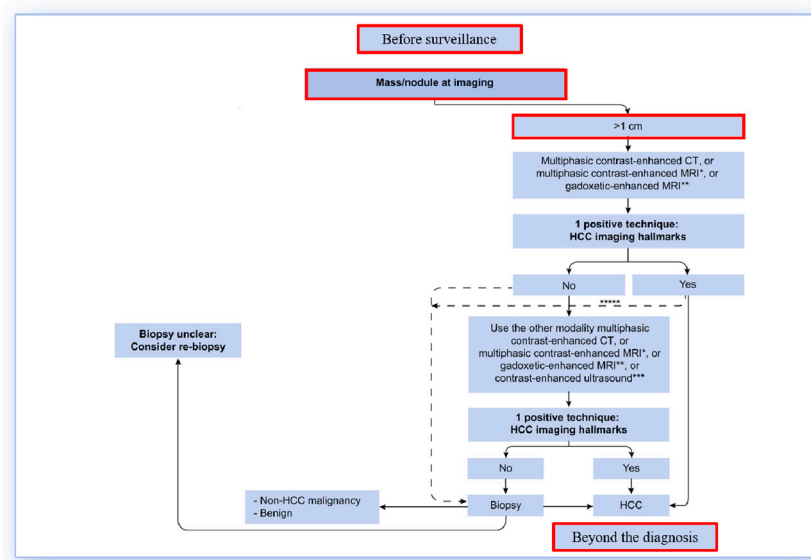 Before surveillance
Mass/nodule at imaging
>1 cm
Multiphasic contrast-enhanced CT, or
multiphasic contrast-enhanced MRI*, or
gadoxetic-enhanced MRI**
1 positive technique:
HCC imaging hallmarks
No
Yes
*****
Use the other modality multiphasic
contrast-enhanced CT, or
multiphasic contrast-enhanced MRI*, or
gadoxetic-enhanced MRI**, or
contrast-enhanced ultrasound***
Biopsy unclear:
Consider re-biopsy
1 positive technique:
HCC imaging hallmarks
No
Yes
- Non-HCC malignancy
- Benign
Biopsy
HCC
Beyond the diagnosis